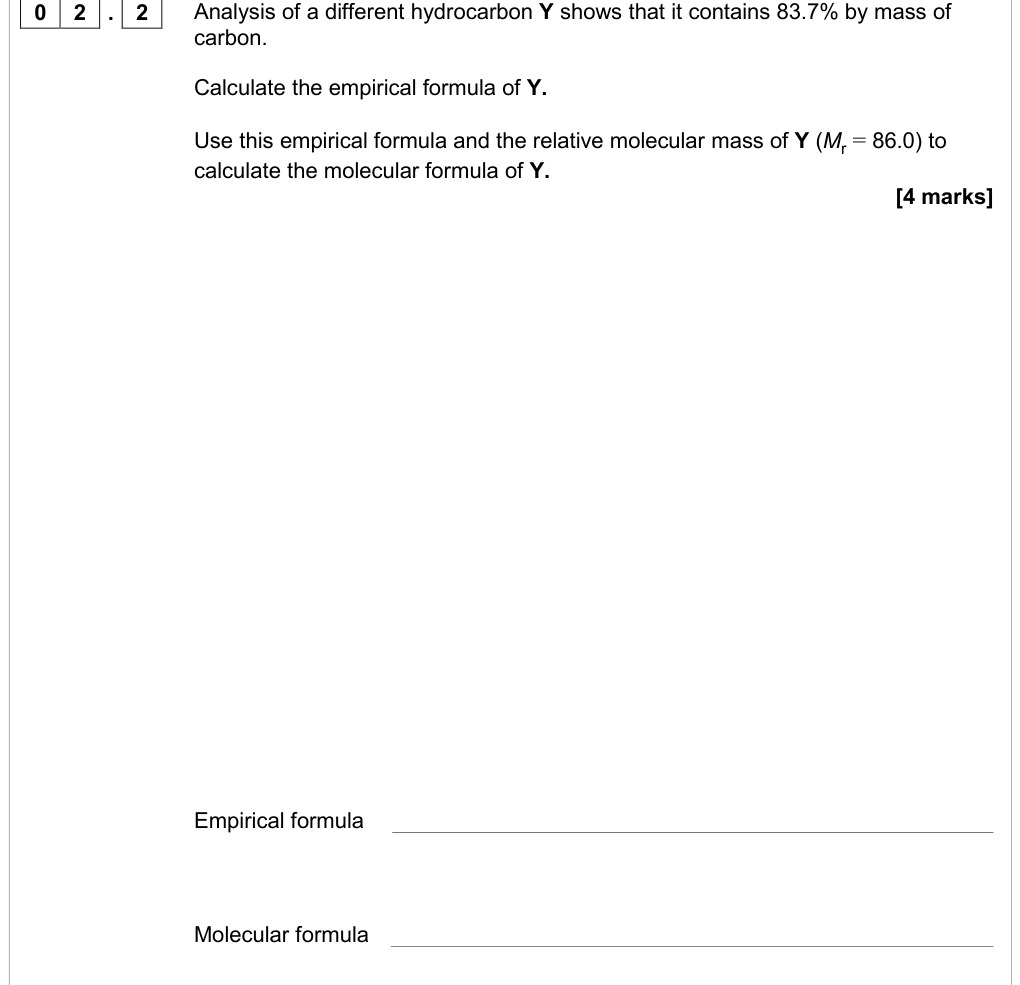 0 2 . 2 Analysis of a different hydrocarbon Y shows that it contains 83.7% by mass of
carbon.
Calculate the empirical formula of Y.
Use this empirical formula and the relative molecular mass of Y (Mr = 86.0) to
calculate the molecular formula of Y.
[4 marks]
Empirical formula
Molecular formula